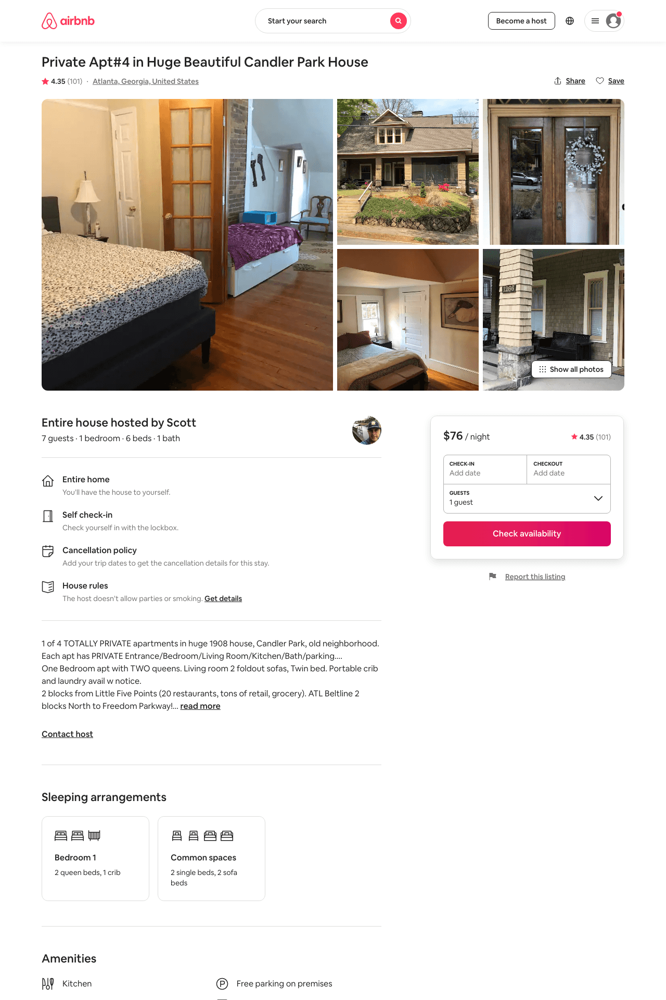 airbnb
Start your search
Become a host
Private Apt#4 in Huge Beautiful Candler Park House
4.35 (101) · Atlanta, Georgia, United States
Share
Save
1266
Show all photos
Entire house hosted by Scott
7 guests · 1 bedroom · 6 beds · 1 bath
Entire home
You’ll have the house to yourself.
Self check-in
Check yourself in with the lockbox.
Cancellation policy
Add your trip dates to get the cancellation details for this stay.
House rules
The host doesn’t allow parties or smoking. Get details
$76 / night
4.35 (101)
CHECK-IN
Add date
CHECKOUT
Add date
GUESTS
1 guest
Check availability
Report this listing
1 of 4 TOTALLY PRIVATE apartments in huge 1908 house, Candler Park, old neighborhood.
Each apt has PRIVATE Entrance/Bedroom/Living Room/Kitchen/Bath/parking....
One Bedroom apt with TWO queens. Living room 2 foldout sofas, Twin bed. Portable crib
and laundry avail w notice.
2 blocks from Little Five Points (20 restaurants, tons of retail, grocery). ATL Beltline 2
blocks North to Freedom Parkway!... read more
Contact host
Sleeping arrangements
Bedroom 1
2 queen beds, 1 crib
Common spaces
2 single beds, 2 sofa
beds
Amenities
Kitchen
Free parking on premises